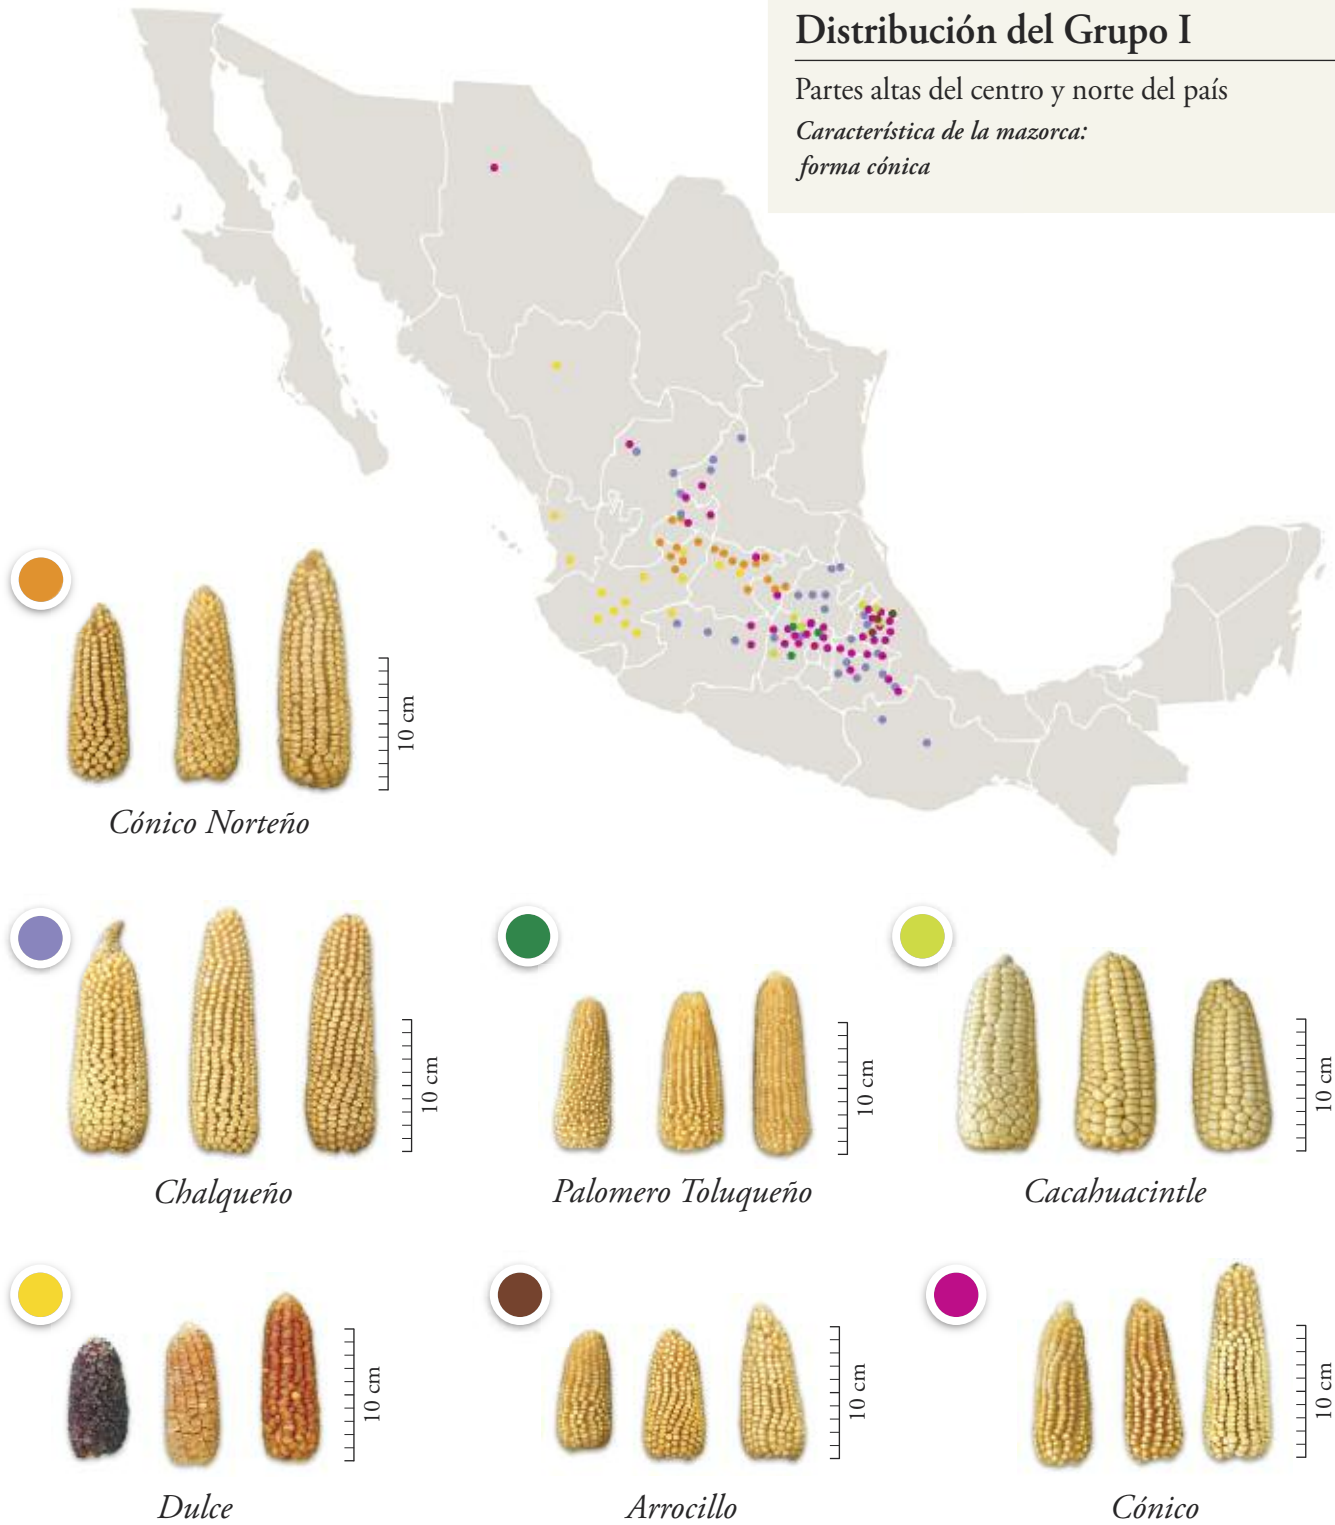 Distribución del Grupo I
Partes altas del centro y norte del país
Característica de la mazorca:
forma cónica
10 cm
Cónico Norteño
10 cm
Chalqueño
10 cm
Palomero Toluqueño
10 cm
Cacahuacintle
10 cm
Dulce
10 cm
Arrocillo
10 cm
Cónico